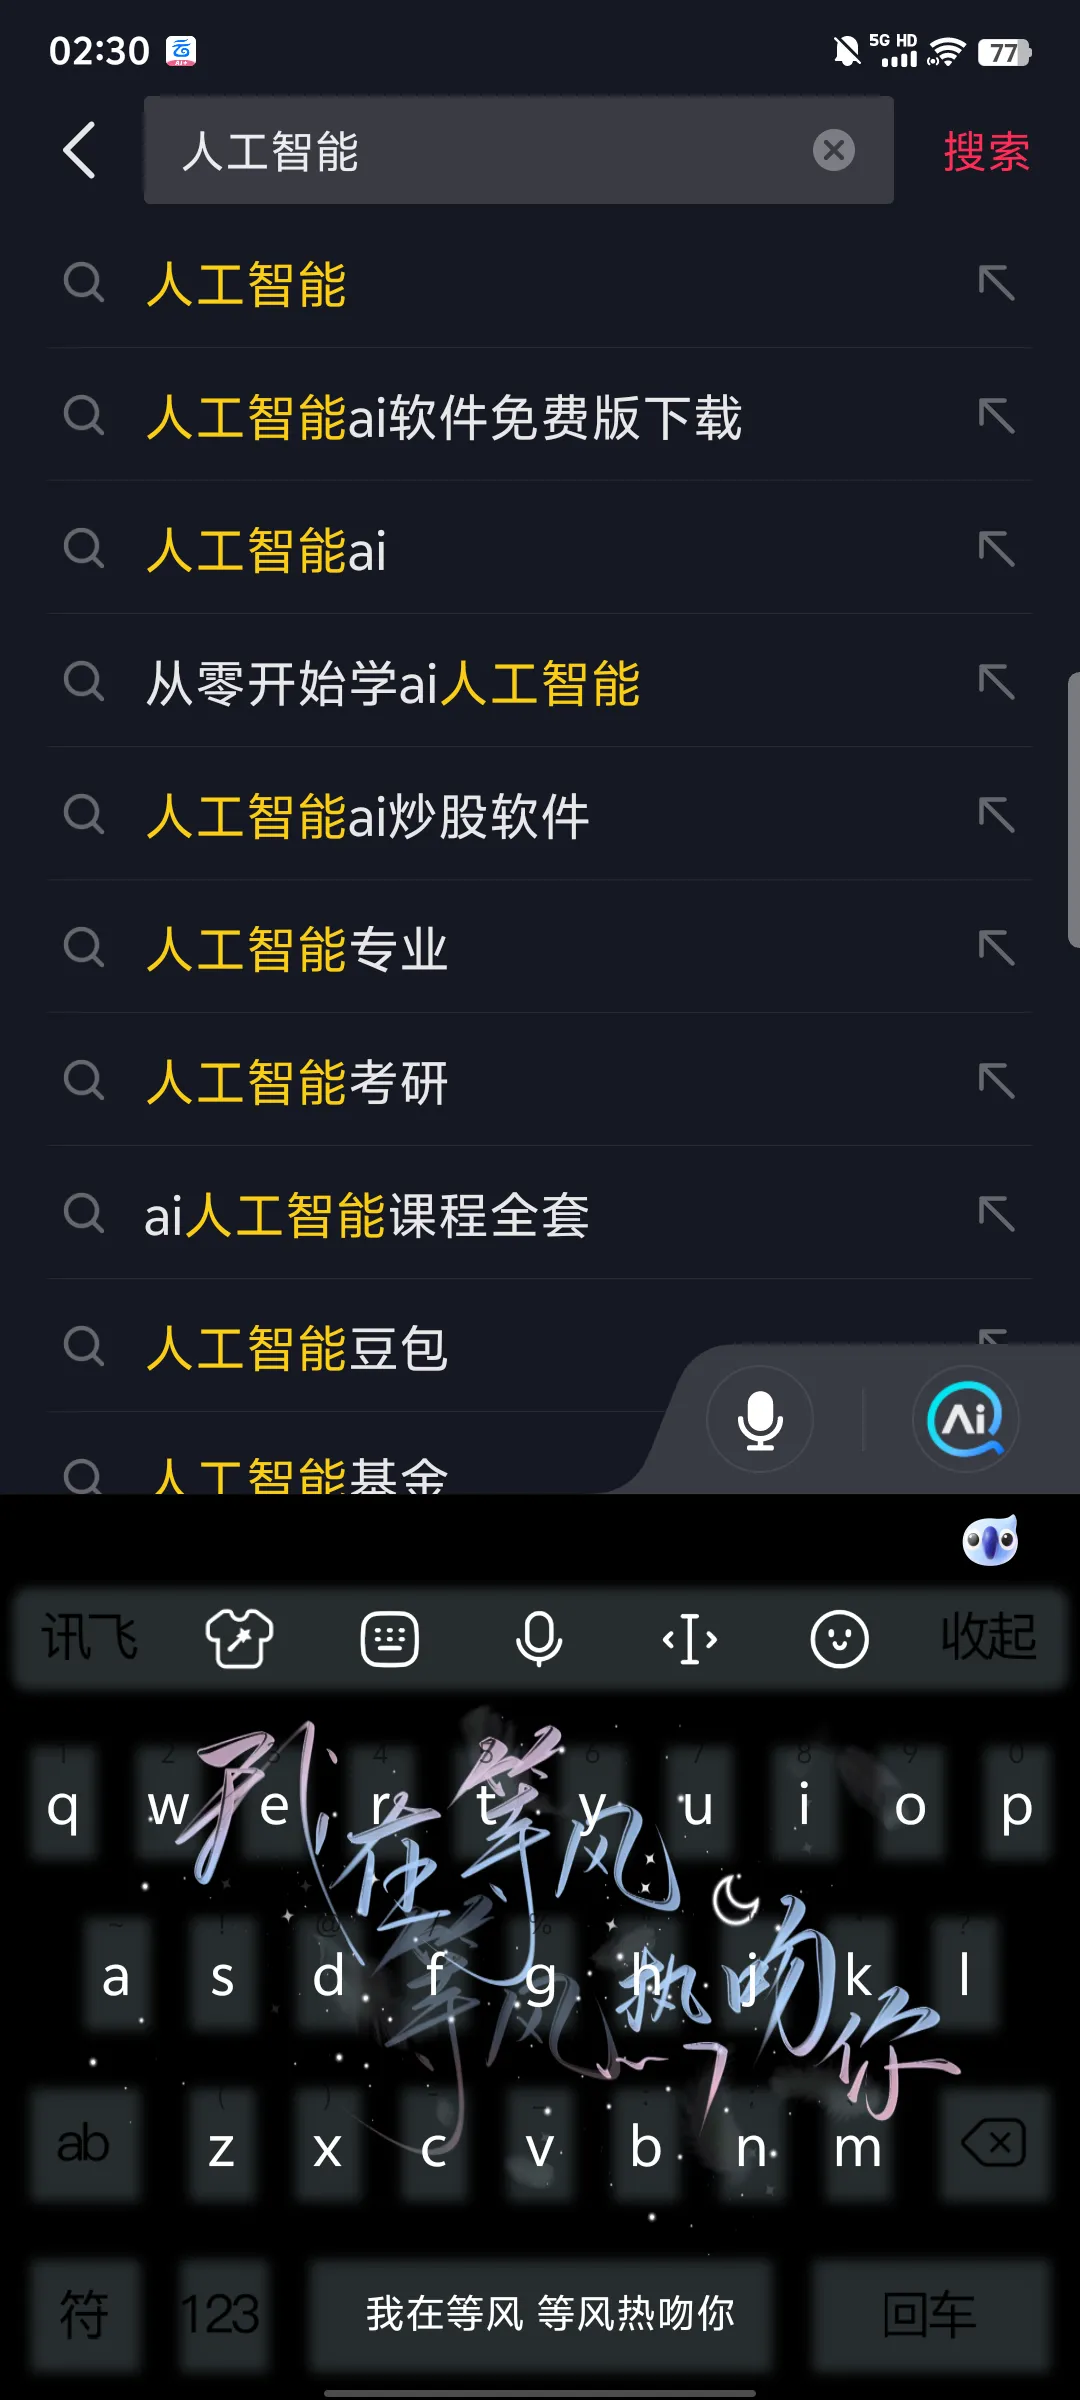 02:30
5G HD
77
人工智能
搜索
人工智能
人工智能ai软件免费版下载
人工智能ai
从零开始学ai人工智能
人工智能ai炒股软件
人工智能专业
人工智能考研
ai人工智能课程全套
人工智能豆包
人工智能基金
Ai
讯飞
收起
1 2 3 4 5 6 7 8 9 0
q w e r t y u i o p
我在等风
等风热吻你
a s d f g h j k l
ab z x c v b n m
符 123 我在等风 等风热吻你 回车